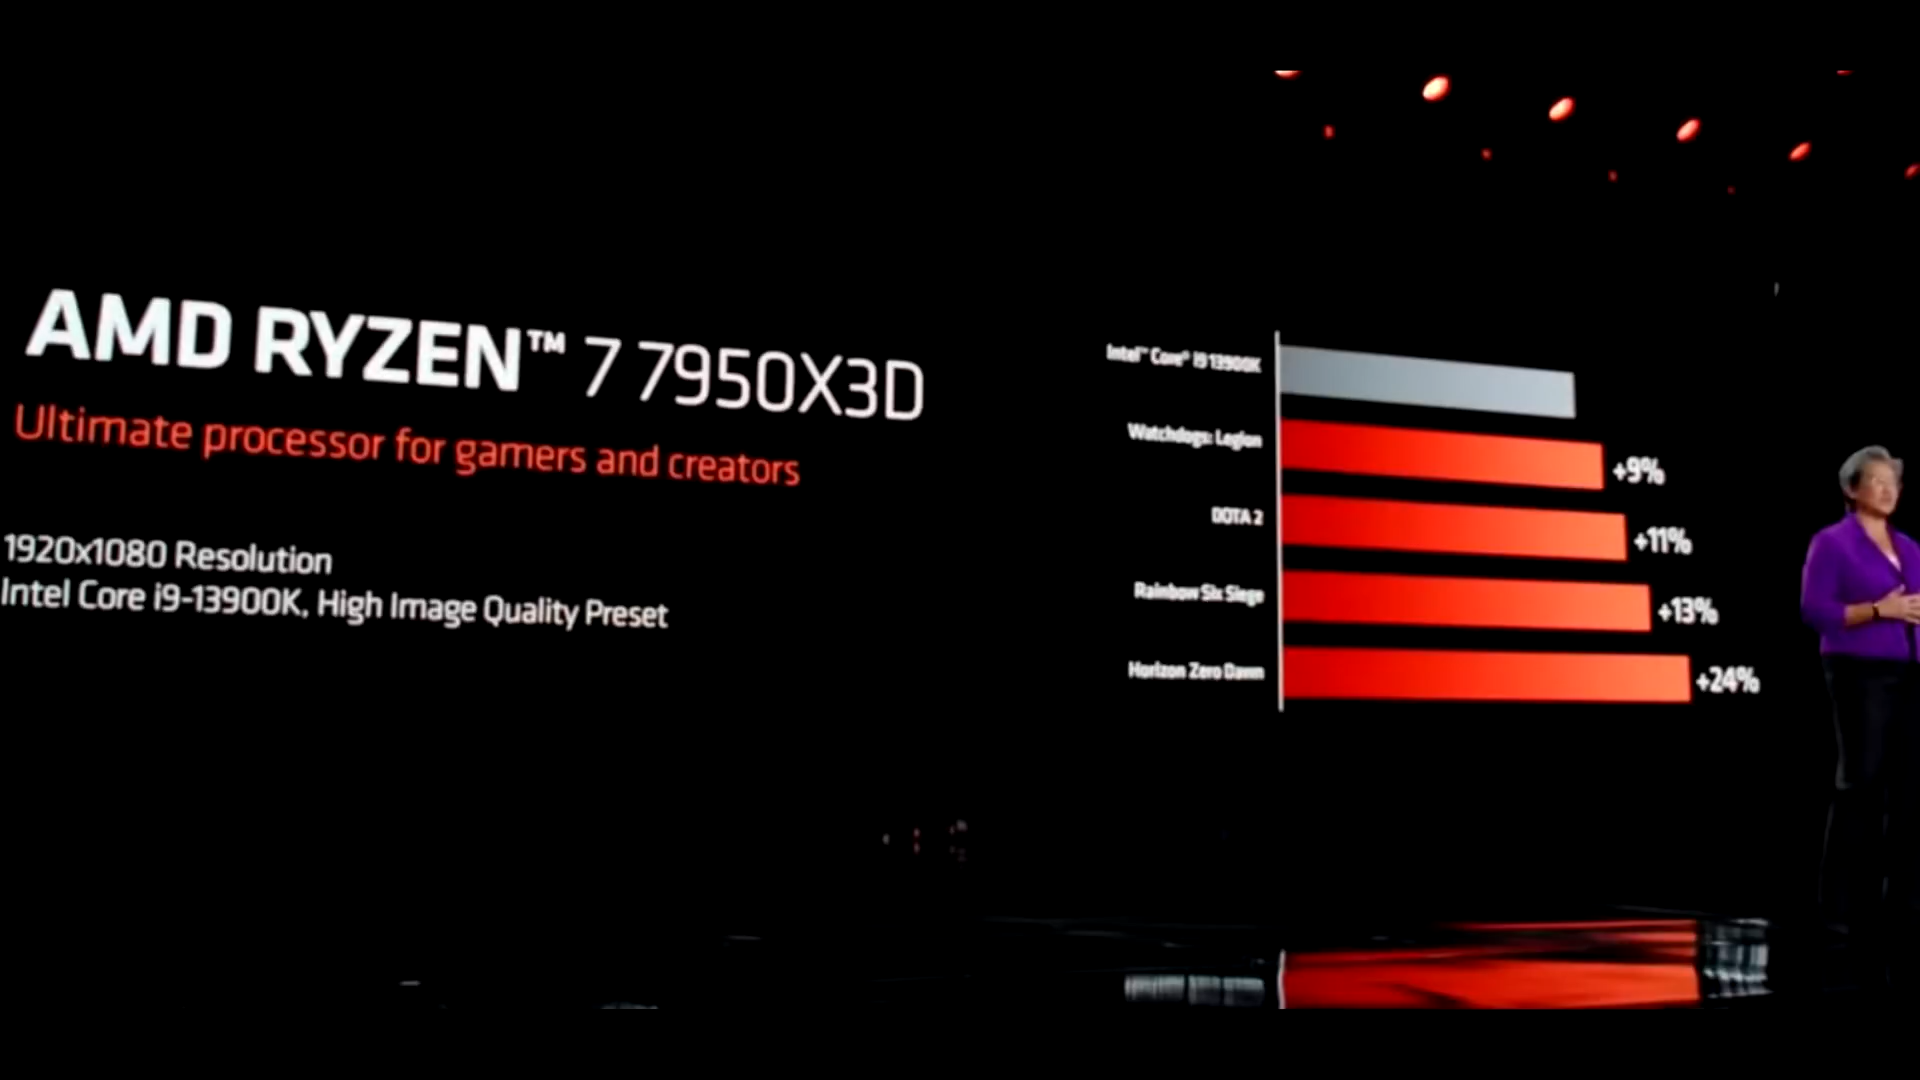 AMD RYZEN™ 7 7950X3D
Ultimate processor for gamers and creators
1920x1080 Resolution
Intel Core i9-13900K, High Image Quality Preset
Intel™ Core® i9 13900K
Watchdogs: Legion
+9%
DOTA 2
+11%
Rainbow Six Siege
+13%
Horizon Zero Dawn
+24%